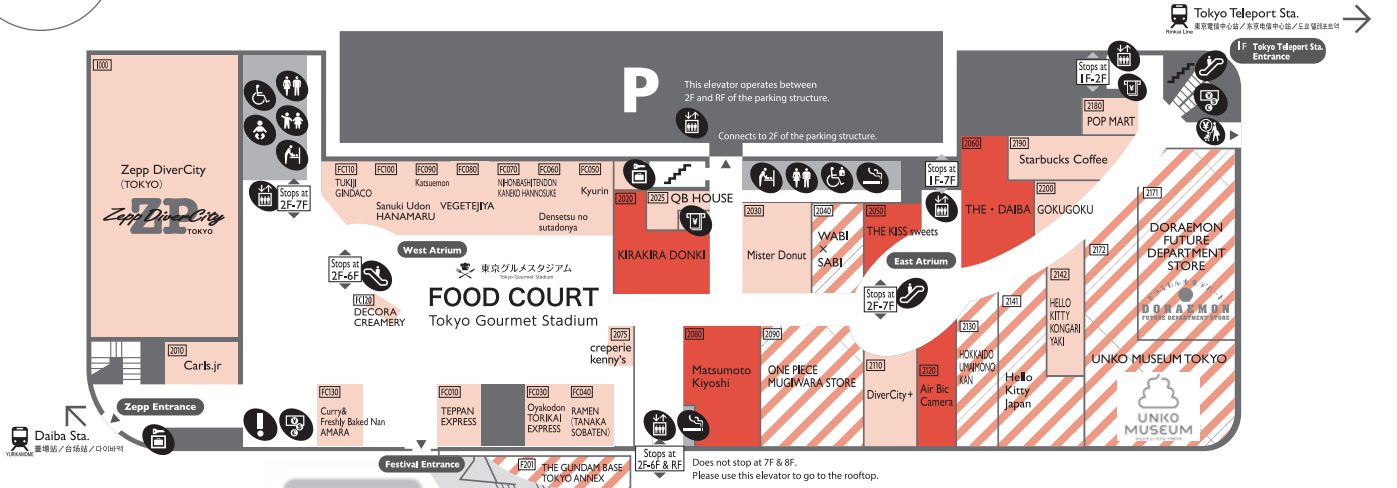 Tokyo Teleport Sta.
Rinkai Line
東京電信中心站／东京电信中心站／도쿄 텔레포트역
1F Tokyo Teleport Sta.
Entrance
1000
P
This elevator operates between
2F and RF of the parking structure.
Connects to 2F of the parking structure.
Stops at
1F-2F
2180
POP MART
Zepp DiverCity
(TOKYO)
ZP
Zepp DiverCity
TOKYO
Stops at
2F-7F
FC110
TUKIJI
GINDACO
FC100
Sanuki Udon
HANAMARU
FC090
Katsuemon
FC080
VEGETEJIYA
FC070
NIHONBASHI TENDON
KANEKO HANNOSUKE
FC060
Densetsu no
sutadonya
FC050
Kyurin
2020
KIRAKIRA DONKI
2025
QB HOUSE
2030
Mister Donut
2040
WABI
×
SABI
2050
THE KISS sweets
Stops at
1F-7F
2060
THE・DAIBA
2190
Starbucks Coffee
2200
GOKUGOKU
2171
DORAEMON
FUTURE
DEPARTMENT
STORE
DORAEMON
FUTURE DEPARTMENT STORE
2172
UNKO MUSEUM TOKYO
UNKO
MUSEUM
West Atrium
Stops at
2F-6F
FC120
DECORA
CREAMERY
東京グルメスタジアム
Tokyo Gourmet Stadium
FOOD COURT
Tokyo Gourmet Stadium
East Atrium
Stops at
2F-7F
2142
HELLO
KITTY
KONGARI
YAKI
2141
Hello
Kitty
Japan
2130
HOKKAIDO
UMAIMONO
KAN
2120
Air Bic
Camera
2110
DiverCity+
2090
ONE PIECE
MUGIWARA STORE
2080
Matsumoto
Kiyoshi
2075
creperie
kenny's
2010
Carls.jr
Zepp Entrance
Daiba Sta.
YURIKAMOME
臺場站／台场站／다이바역
FC130
Curry&
Freshly Baked Nan
AMARA
FC010
TEPPAN
EXPRESS
FC030
Oyakodon
TORIKAI
EXPRESS
FC040
RAMEN
(TANAKA
SOBATEN)
Festival Entrance
F201
THE GUNDAM BASE
TOKYO ANNEX
Stops at
2F-6F & RF
Does not stop at 7F & 8F.
Please use this elevator to go to the rooftop.